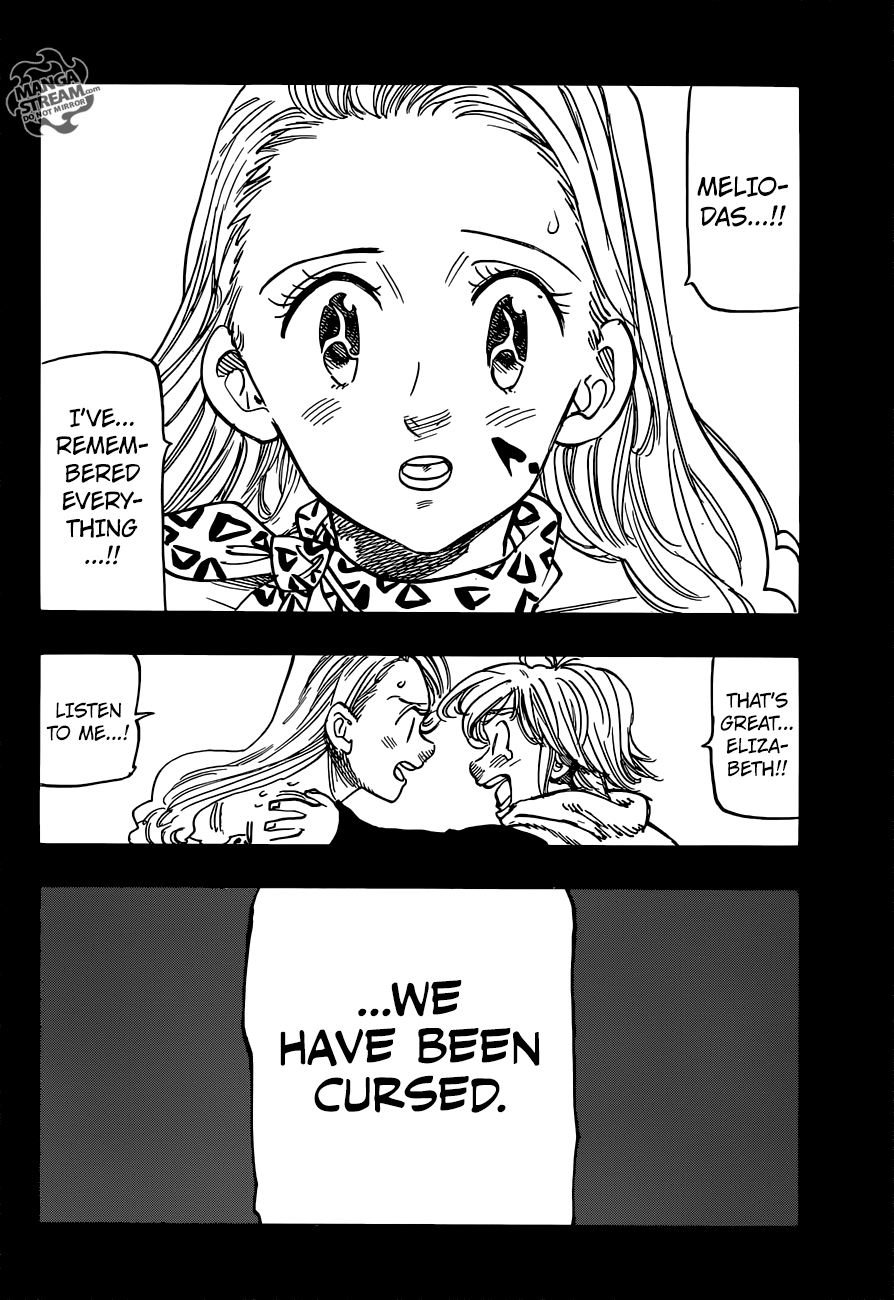 MANGA
STREAM.com
DO NOT MIRROR
MELIO-
DAS...!!
I'VE...
REMEM-
BERED
EVERY-
THING
...!!
THAT'S
GREAT...
ELIZA-
BETH!!
LISTEN
TO ME...!
...WE
HAVE BEEN
CURSED.